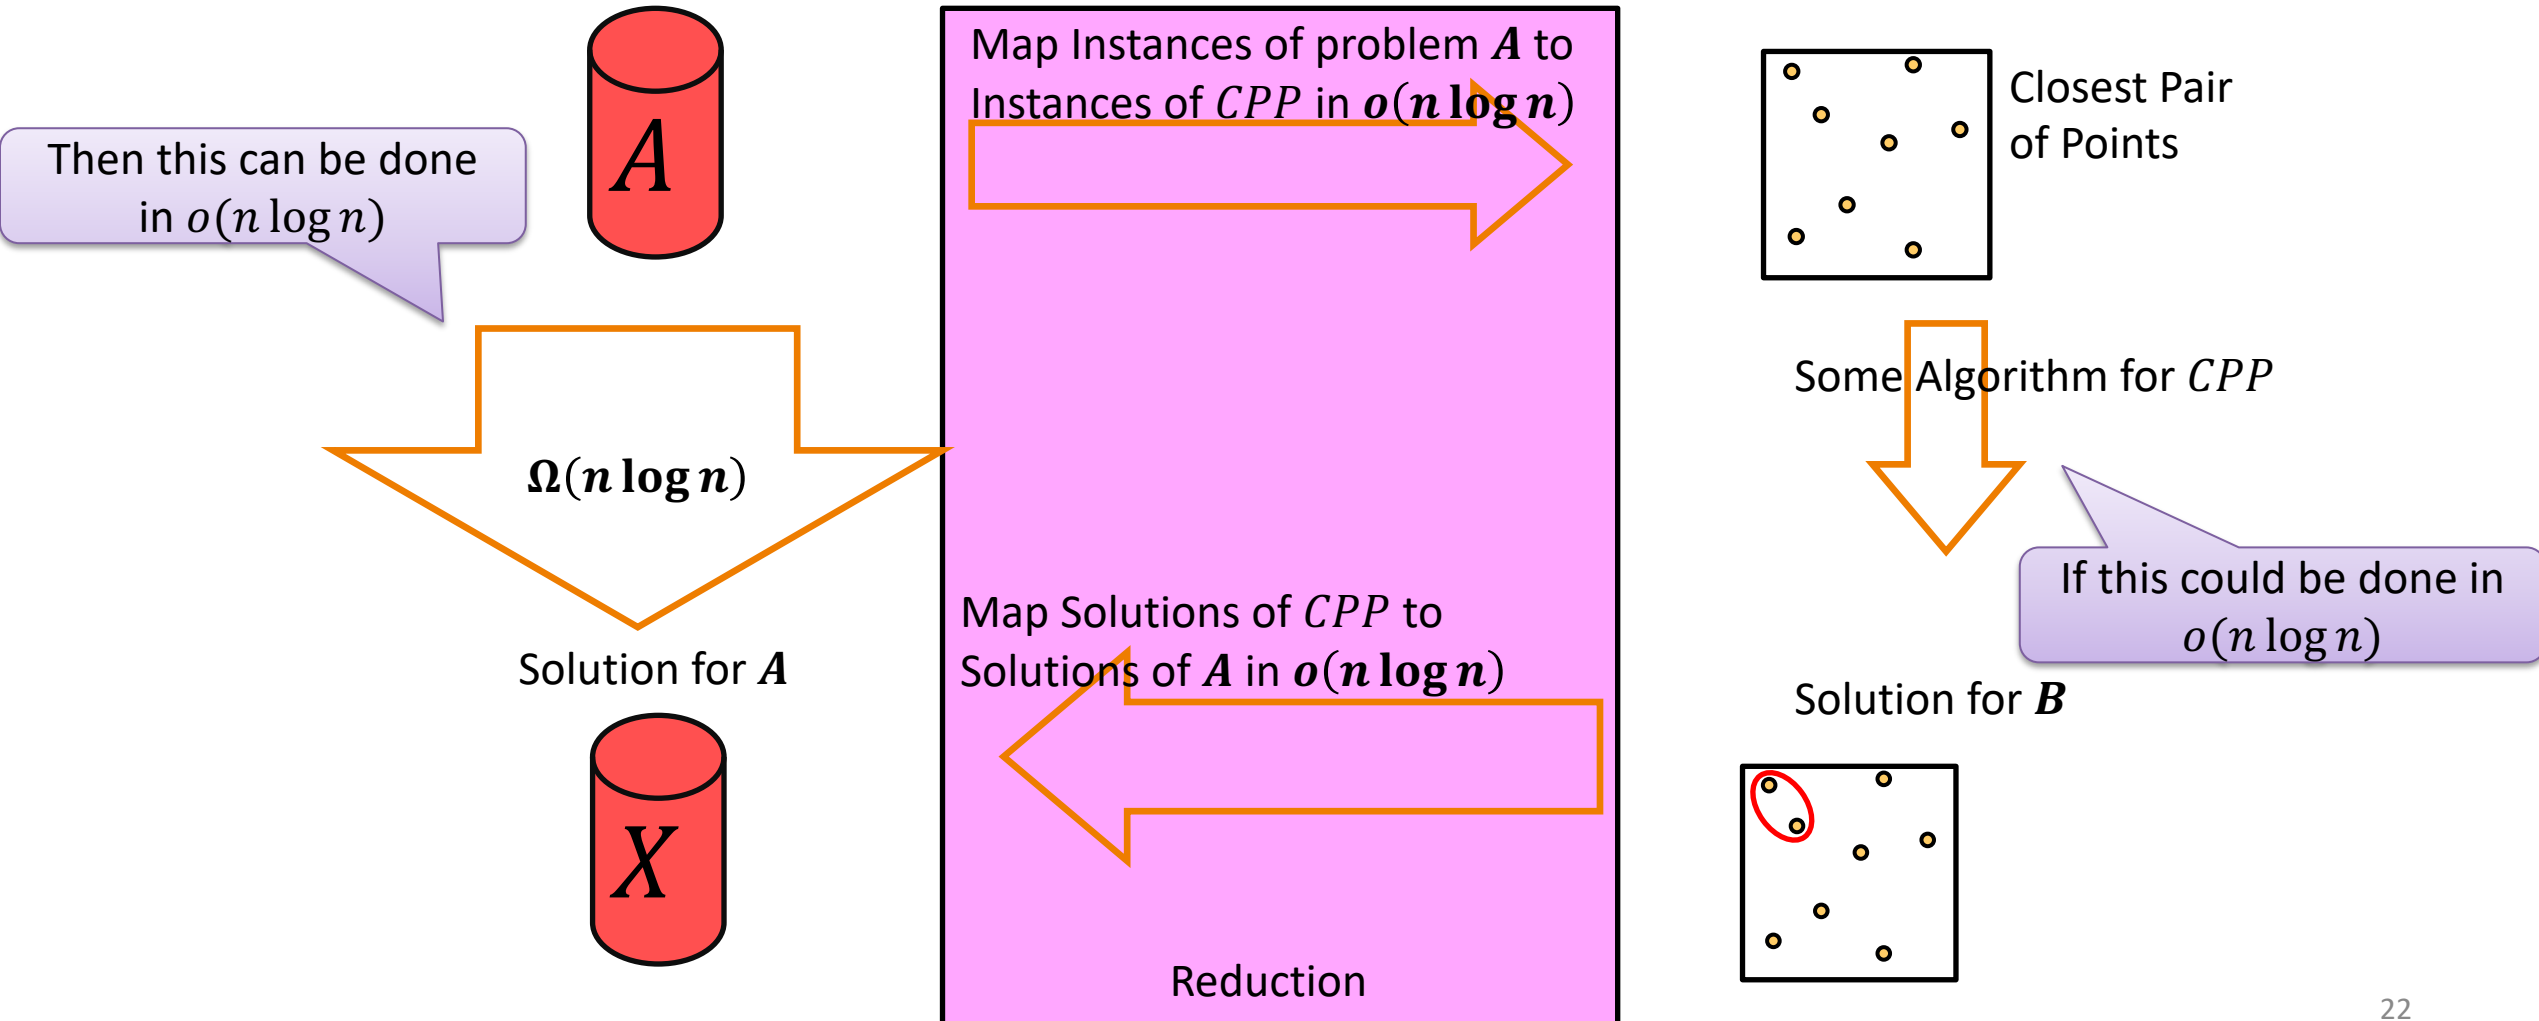 Map Instances of problem A to
Instances of CPP in o(n log n)
Closest Pair
of Points
Then this can be done
in o(n log n)
A
Some Algorithm for CPP
Ω(n log n)
If this could be done in
o(n log n)
Map Solutions of CPP to
Solutions of A in o(n log n)
Solution for A
Solution for B
X
Reduction
22